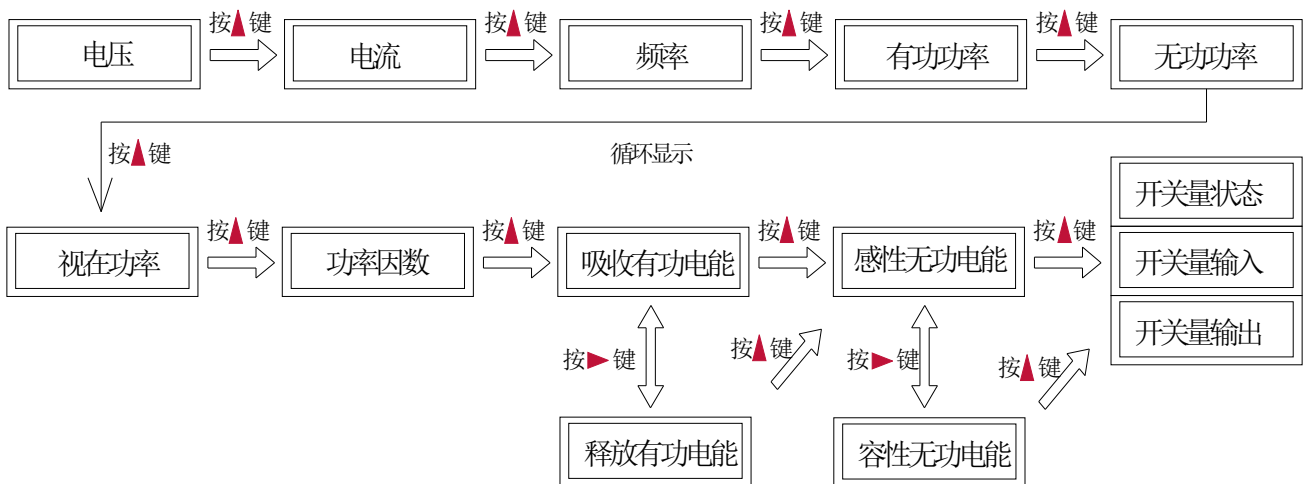 按▲键 按▲键 按▲键 按▲键
电压 电流 频率 有功功率 无功功率
按▲键 循环显示
开关量状态
按▲键 按▲键 按▲键 按▲键
视在功率 功率因数 吸收有功电能 感性无功电能 开关量输入
开关量输出
按►键 按▲键 按►键 按▲键
释放有功电能 容性无功电能